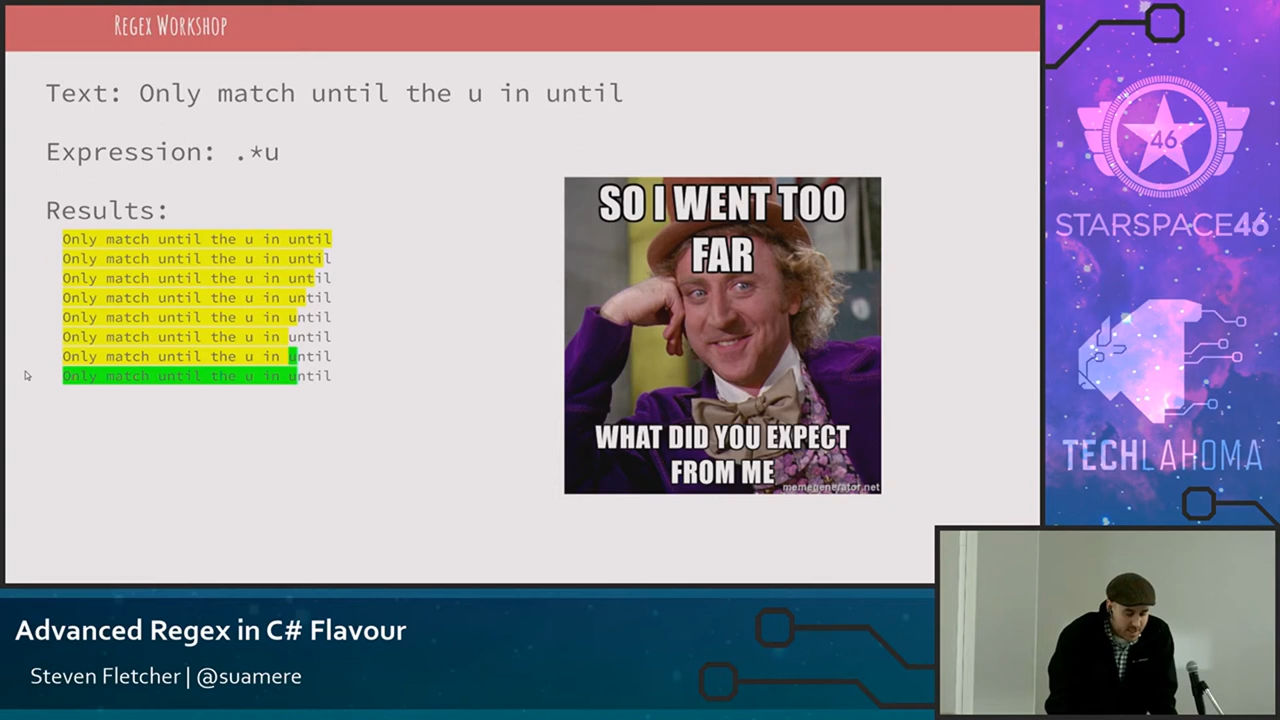 Regex Workshop
Text: Only match until the u in until
Expression: .*u
Results:
Only match until the u in until
Only match until the u in until
Only match until the u in until
Only match until the u in until
Only match until the u in until
Only match until the u in until
Only match until the u in until
Only match until the u in until
SO I WENT TOO
FAR
WHAT DID YOU EXPECT
FROM ME
memegenerator.net
46
STARSPACE46
TECHLAHOMA
Advanced Regex in C# Flavour
Steven Fletcher | @suamere